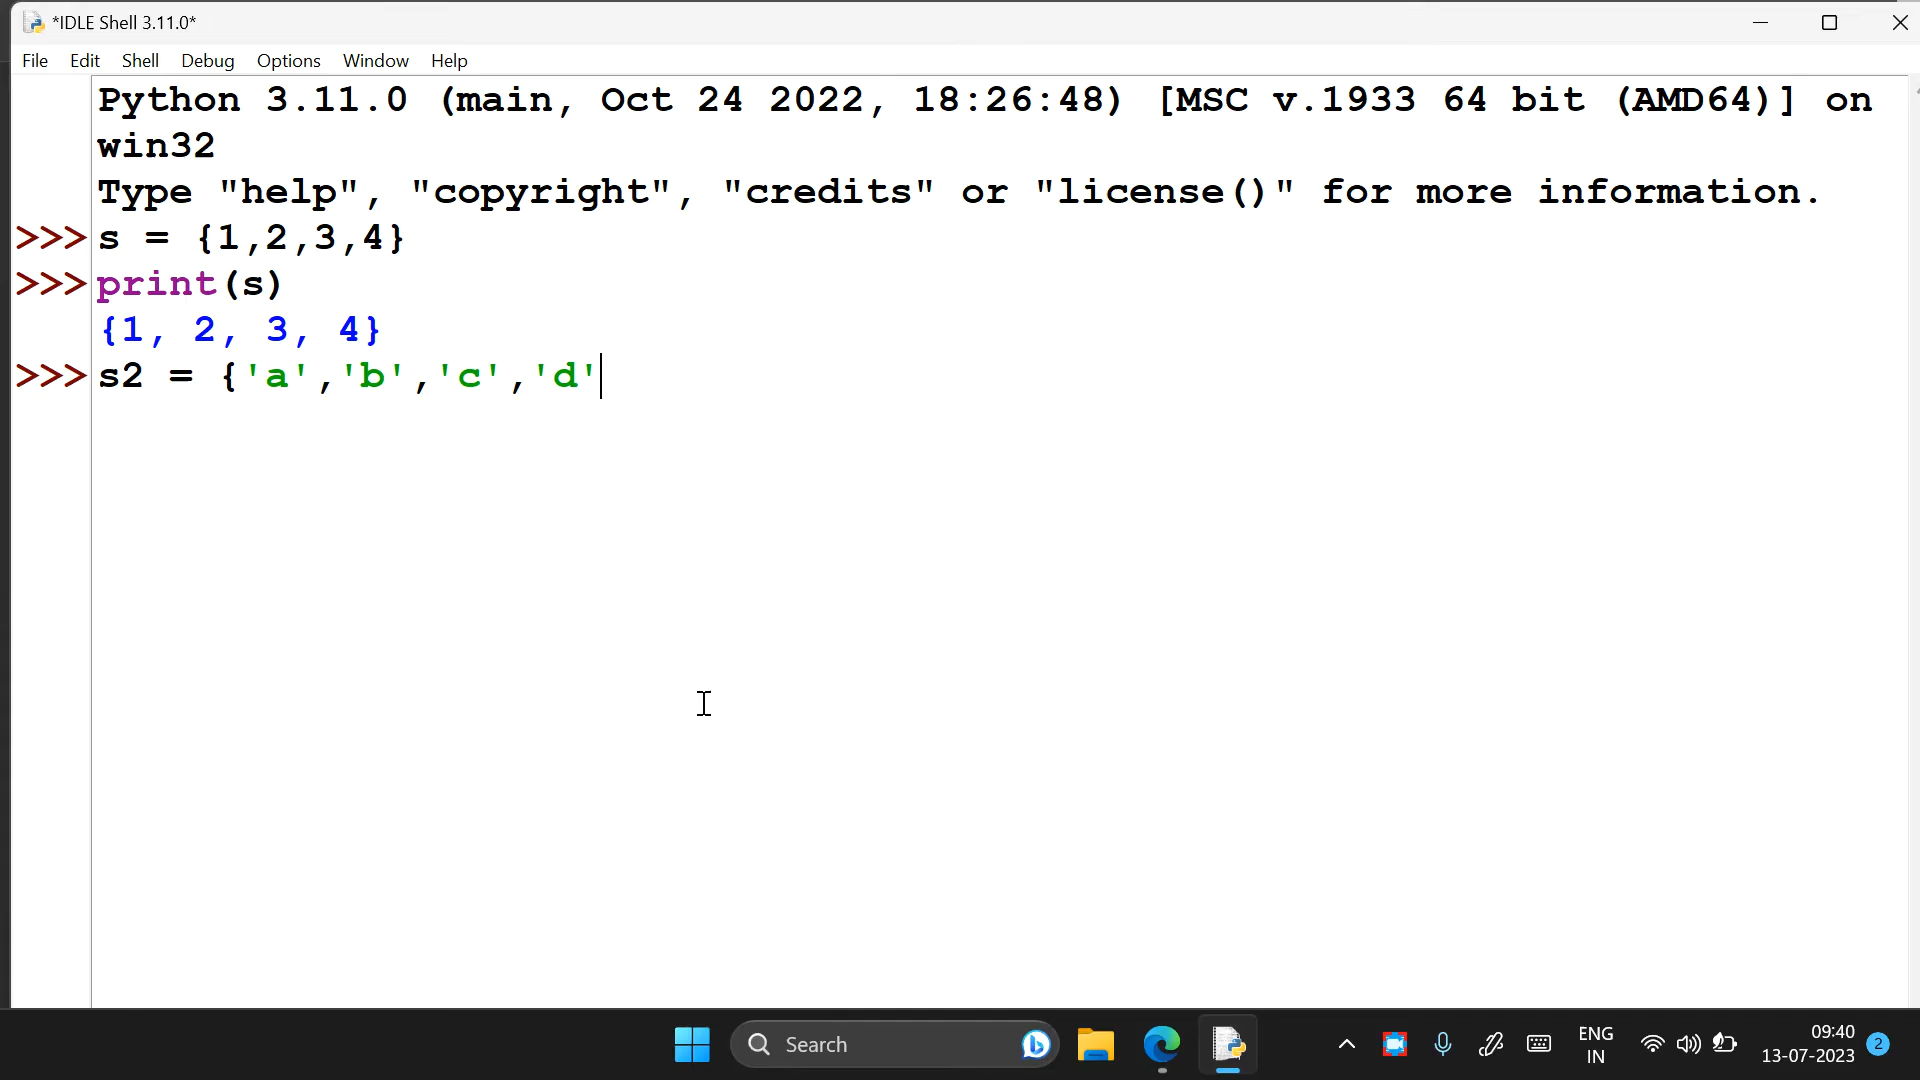 *IDLE Shell 3.11.0*
File Edit Shell Debug Options Window Help
Python 3.11.0 (main, Oct 24 2022, 18:26:48) [MSC v.1933 64 bit (AMD64)] on
win32
Type "help", "copyright", "credits" or "license()" for more information.
>>> s = {1,2,3,4}
>>> print(s)
{1, 2, 3, 4}
>>> s2 = {'a','b','c','d'
Search
ENG
IN
09:40
13-07-2023
2